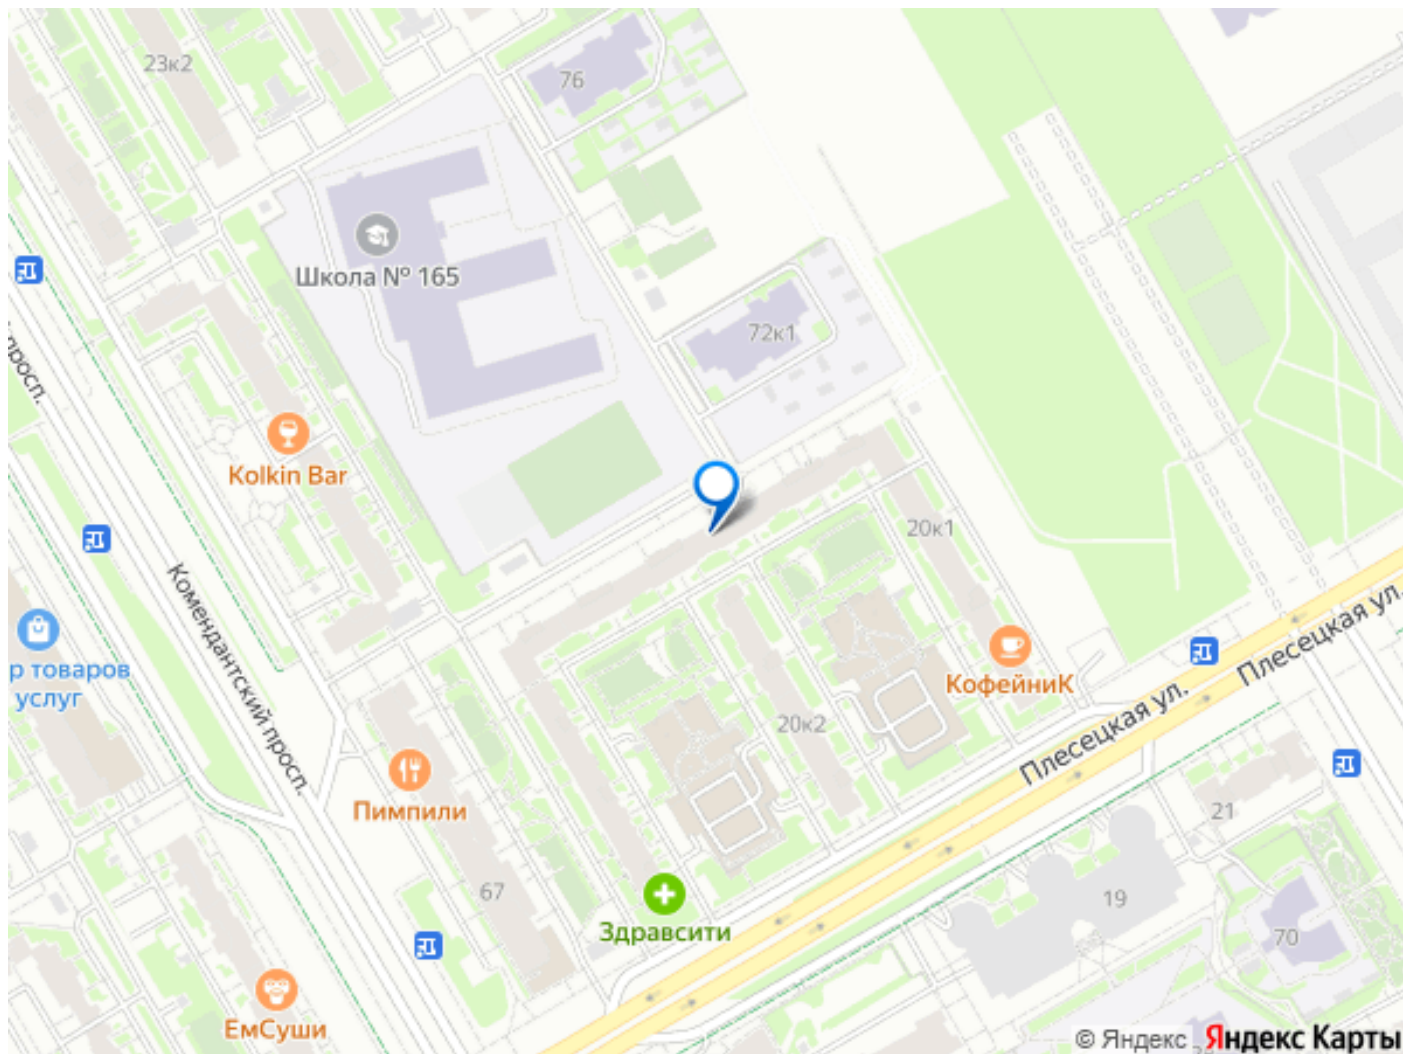 23к2
76
Школа № 165
72к1
просп.
Kolkin Bar
20к1
Комендантский просп.
р товаров
услуг
КофейниК
Плесецкая ул.
Плесецкая ул.
20к2
Пимпили
21
67
19
Здравсити
70
ЕмСуши
© Яндекс Яндекс Карты